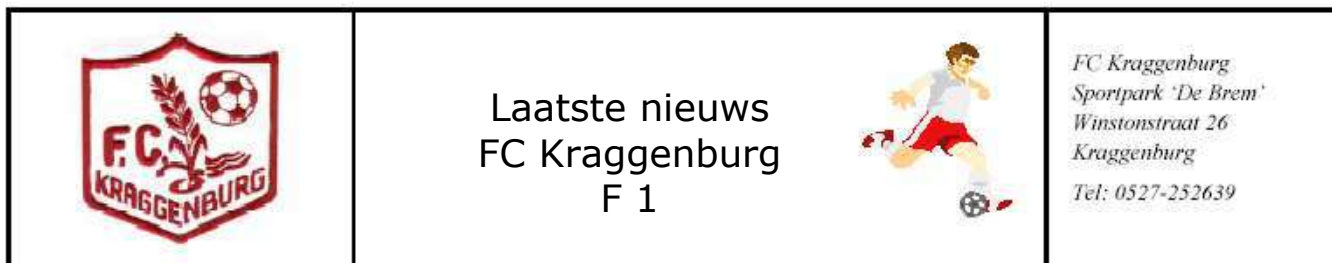 F.C.
KRAGGENBURG
Laatste nieuws
FC Kraggenburg
F 1
FC Kraggenburg
Sportpark 'De Brem'
Winstonstraat 26
Kraggenburg
Tel: 0527-252639